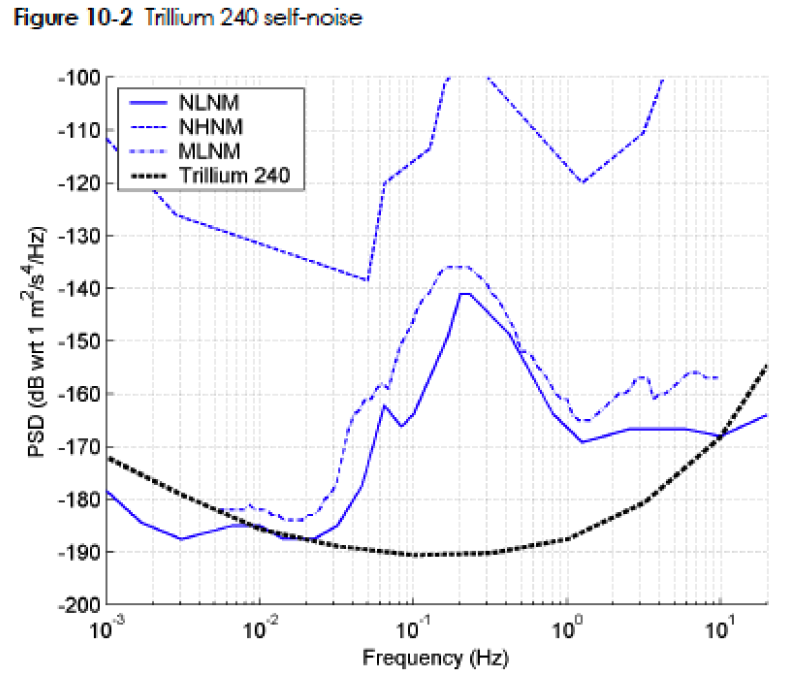 Figure 10-2 Trillium 240 self-noise
-100
-110
-120
-130
-140
-150
-160
-170
-180
-190
-200
NLNM
NHNM
MLNM
Trillium 240
PSD (dB wrt 1 m²/s⁴/Hz)
10⁻³ 10⁻² 10⁻¹ 10⁰ 10¹
Frequency (Hz)